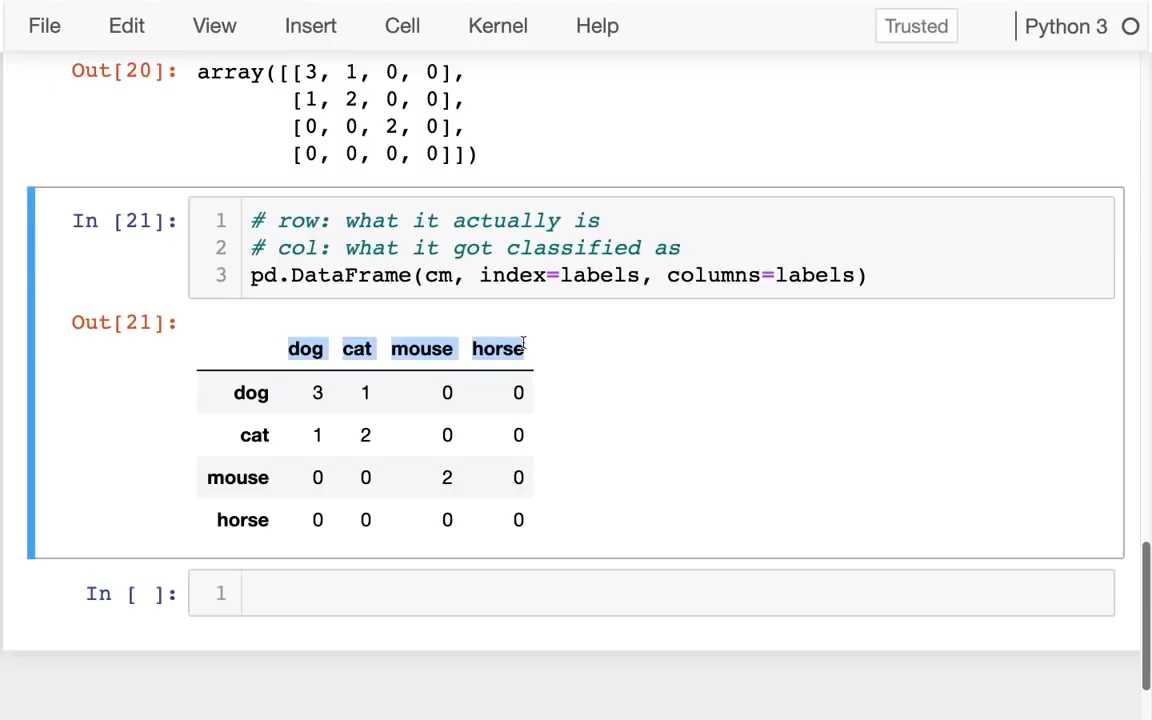 File Edit View Insert Cell Kernel Help Trusted Python 3
Out[20]: array([[3, 1, 0, 0],
[1, 2, 0, 0],
[0, 0, 2, 0],
[0, 0, 0, 0]])
In [21]: 1 # row: what it actually is
2 # col: what it got classified as
3 pd.DataFrame(cm, index=labels, columns=labels)
Out[21]:
dog cat mouse horse
dog 3 1 0 0
cat 1 2 0 0
mouse 0 0 2 0
horse 0 0 0 0
In [ ]: 1